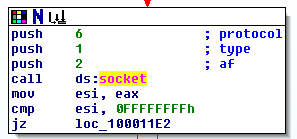 N
push 6 ; protocol
push 1 ; type
push 2 ; af
call ds:socket
mov esi, eax
cmp esi, 0FFFFFFFFh
jz loc_100011E2